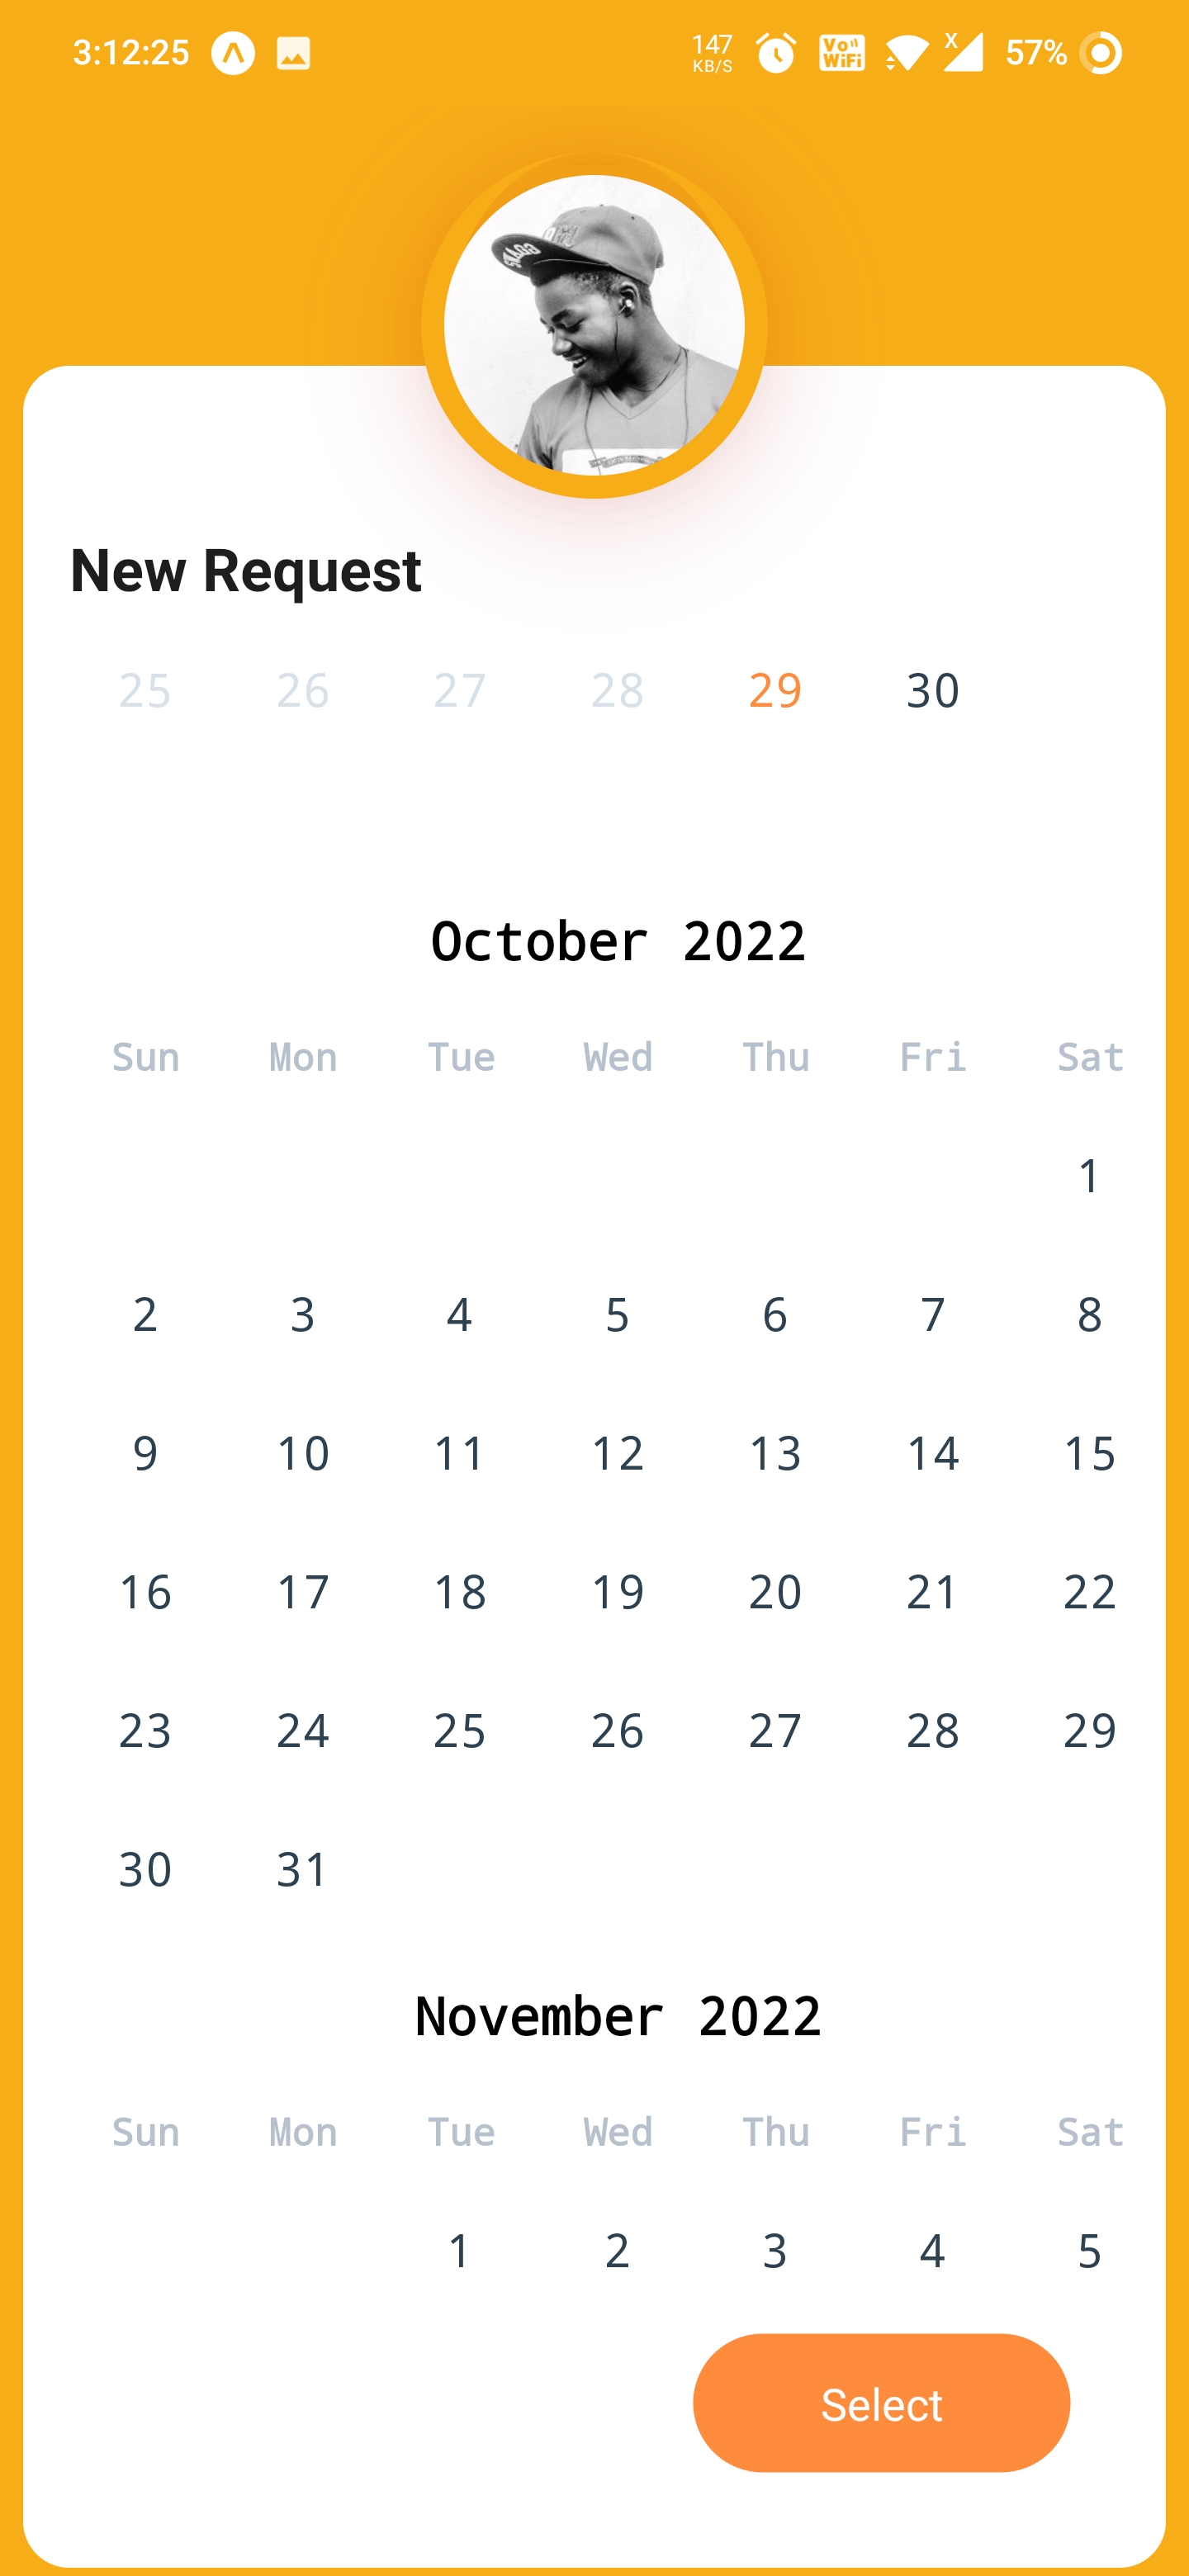 3:12:25 147 KB/S Vo WiFi X 57%
New Request
25 26 27 28 29 30
October 2022
Sun Mon Tue Wed Thu Fri Sat
1
2 3 4 5 6 7 8
9 10 11 12 13 14 15
16 17 18 19 20 21 22
23 24 25 26 27 28 29
30 31
November 2022
Sun Mon Tue Wed Thu Fri Sat
1 2 3 4 5
Select